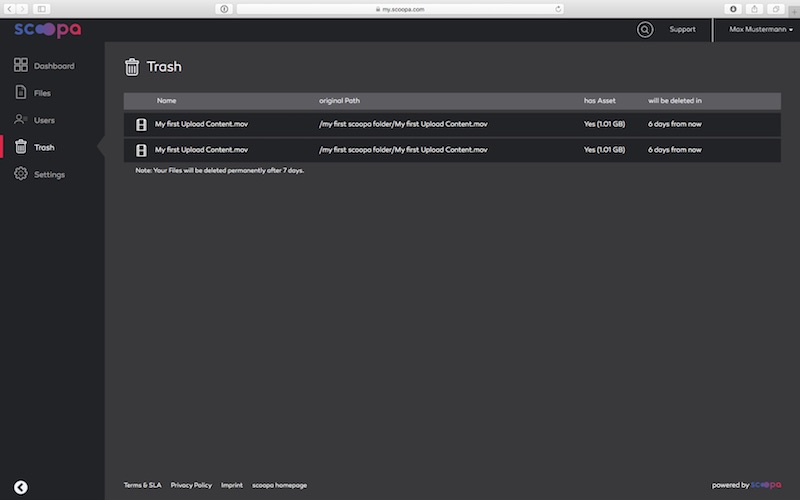 my.scoopa.com
scoopa
Support
Max Mustermann
Dashboard
Files
Users
Trash
Settings
Trash
Name original Path has Asset will be deleted in
My first Upload Content.mov /my first scoopa folder/My first Upload Content.mov Yes (1.01 GB) 6 days from now
My first Upload Content.mov /my first scoopa folder/My first Upload Content.mov Yes (1.01 GB) 6 days from now
Note: Your Files will be deleted permanently after 7 days.
Terms & SLA Privacy Policy Imprint scoopa homepage
powered by scoopa